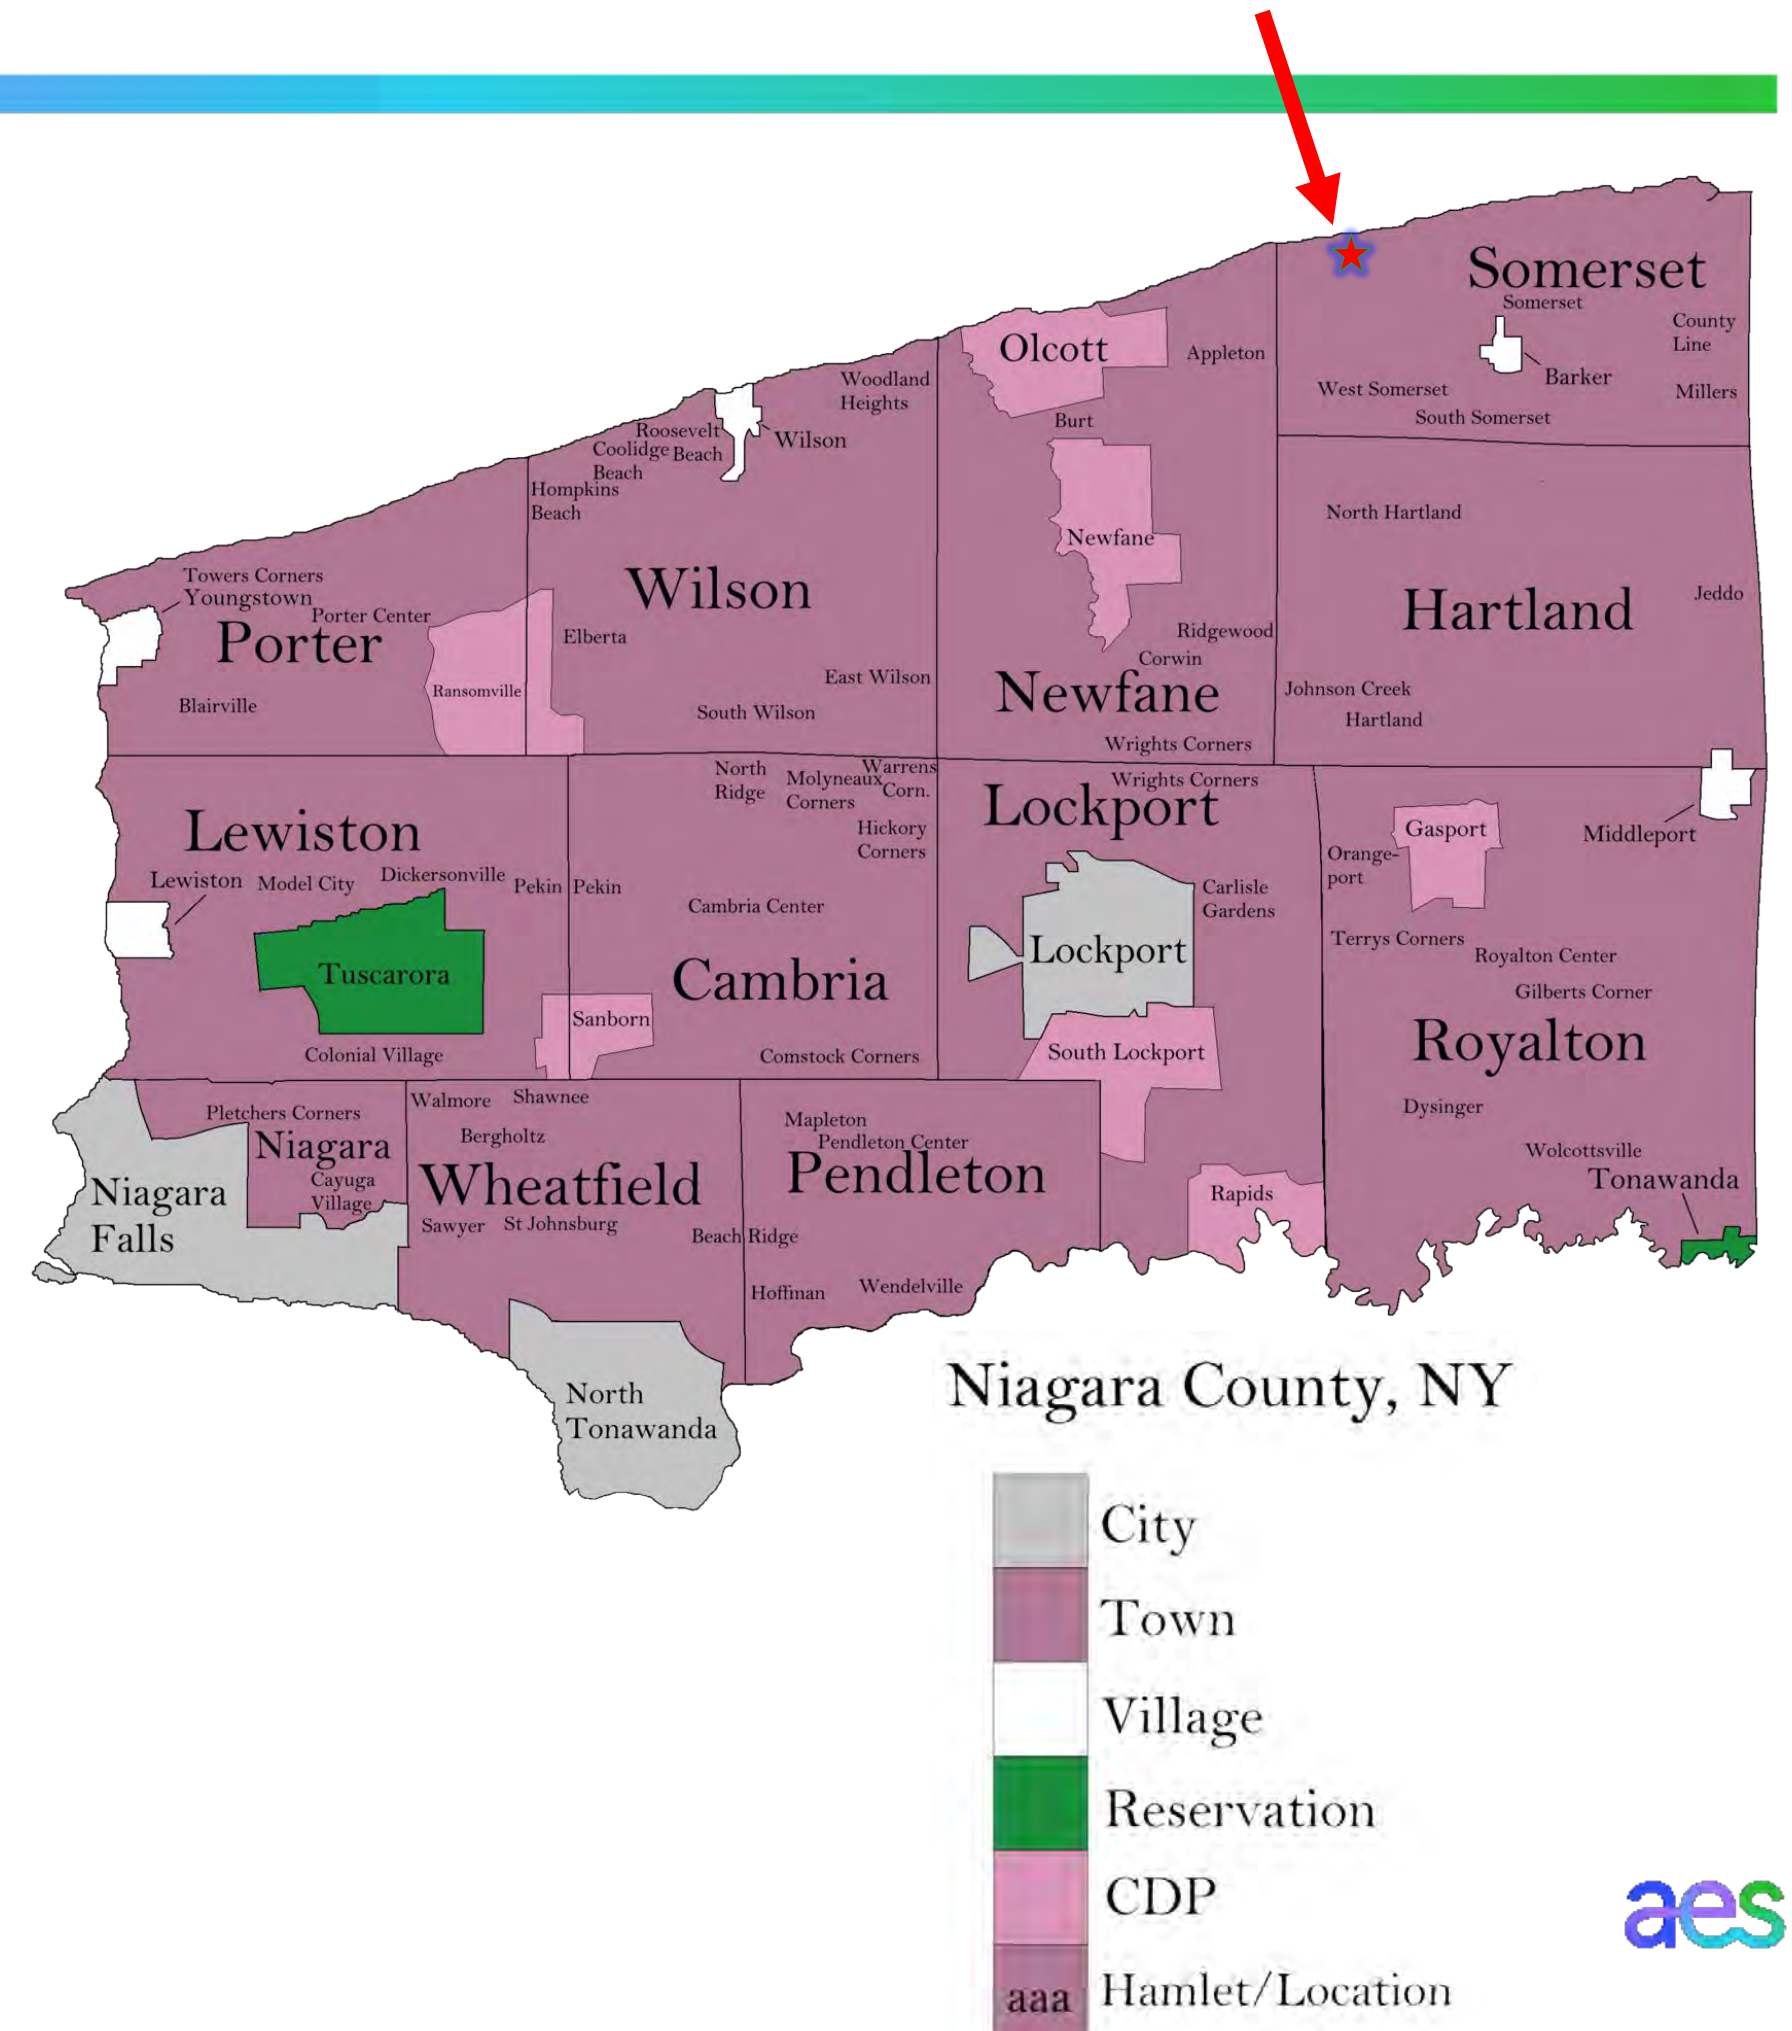 Somerset
Somerset
County
Line
Barker
Millers
West Somerset
South Somerset
Olcott
Appleton
Burt
Woodland
Heights
Wilson
Roosevelt
Beach
Coolidge
Beach
Hompkins
Beach
North Hartland
Newfane
Towers Corners
Youngstown
Porter Center
Porter
Wilson
Hartland
Jeddo
Elberta
Ridgewood
Corwin
Ransomville
Blairville
East Wilson
South Wilson
Newfane
Johnson Creek
Hartland
Wrights Corners
North
Ridge
Molyneaux
Corners
Warrens
Corn.
Wrights Corners
Lockport
Lewiston
Hickory
Corners
Gasport
Middleport
Orange-
port
Lewiston
Model City
Dickersonville
Pekin
Pekin
Carlisle
Gardens
Cambria Center
Terrys Corners
Royalton Center
Lockport
Tuscarora
Cambria
Gilberts Corner
Sanborn
Royalton
Colonial Village
Comstock Corners
South Lockport
Walmore
Shawnee
Pletchers Corners
Dysinger
Bergholtz
Mapleton
Pendleton Center
Niagara
Wolcottsville
Wheatfield
Pendleton
Tonawanda
Cayuga
Village
Niagara
Falls
Rapids
Sawyer
St Johnsburg
Beach Ridge
Hoffinan
Wendelville
North
Tonawanda
Niagara County, NY
City
Town
Village
Reservation
CDP
aaa Hamlet/Location
aes